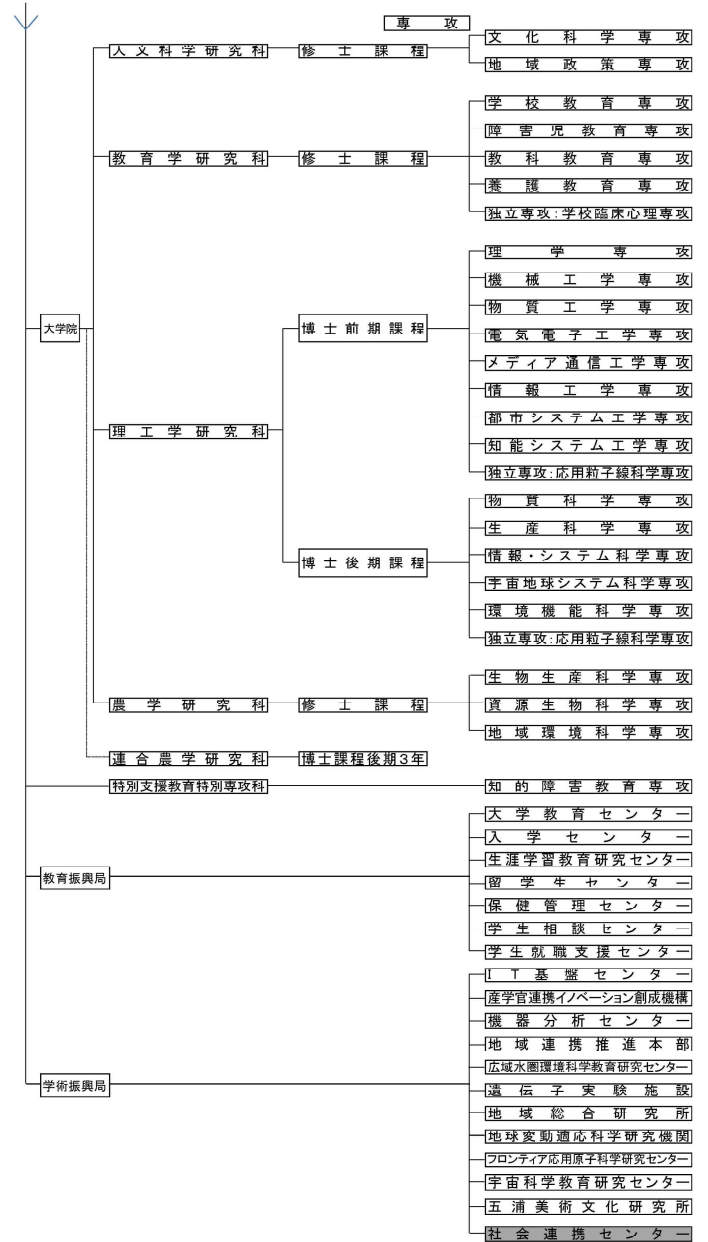 専攻
人文科学研究科
修士課程
文化科学専攻
地域政策専攻
教育学研究科
修士課程
学校教育専攻
障害児教育専攻
教科教育専攻
養護教育専攻
独立専攻:学校臨床心理専攻
大学院
理工学研究科
博士前期課程
理学専攻
機械工学専攻
物質工学専攻
電気電子工学専攻
メディア通信工学専攻
情報工学専攻
都市システム工学専攻
知能システム工学専攻
独立専攻:応用粒子線科学専攻
博士後期課程
物質科学専攻
生産科学専攻
情報・システム科学専攻
宇宙地球システム科学専攻
環境機能科学専攻
独立専攻:応用粒子線科学専攻
農学研究科
修士課程
生物生産科学専攻
資源生物科学専攻
地域環境科学専攻
連合農学研究科
博士課程後期3年
特別支援教育特別専攻科
知的障害教育専攻
教育振興局
大学教育センター
入学センター
生涯学習教育研究センター
留学生センター
保健管理センター
学生相談センター
学生就職支援センター
学術振興局
IT基盤センター
産学官連携イノベーション創成機構
機器分析センター
地域連携推進本部
広域水圏環境科学教育研究センター
遺伝子実験施設
地域総合研究所
地球変動適応科学研究機関
フロンティア応用原子科学研究センター
宇宙科学教育研究センター
五浦美術文化研究所
社会連携センター